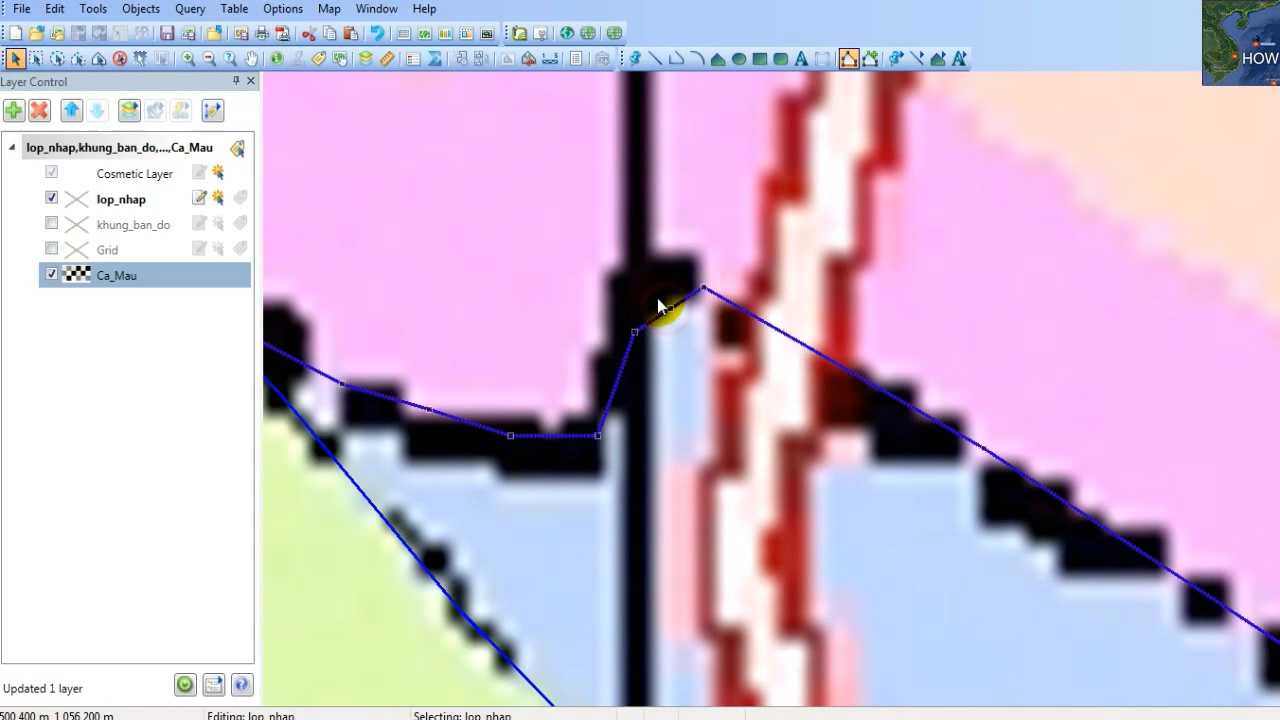 File Edit Tools Objects Query Table Options Map Window Help
HOW
Layer Control
lop_nhap,khung_ban_do,...,Ca_Mau
Cosmetic Layer
lop_nhap
khung_ban_do
Grid
Ca_Mau
Updated 1 layer
500 400 m, 1 056 200 m Editing: lop_nhap Selecting: lop_nhap